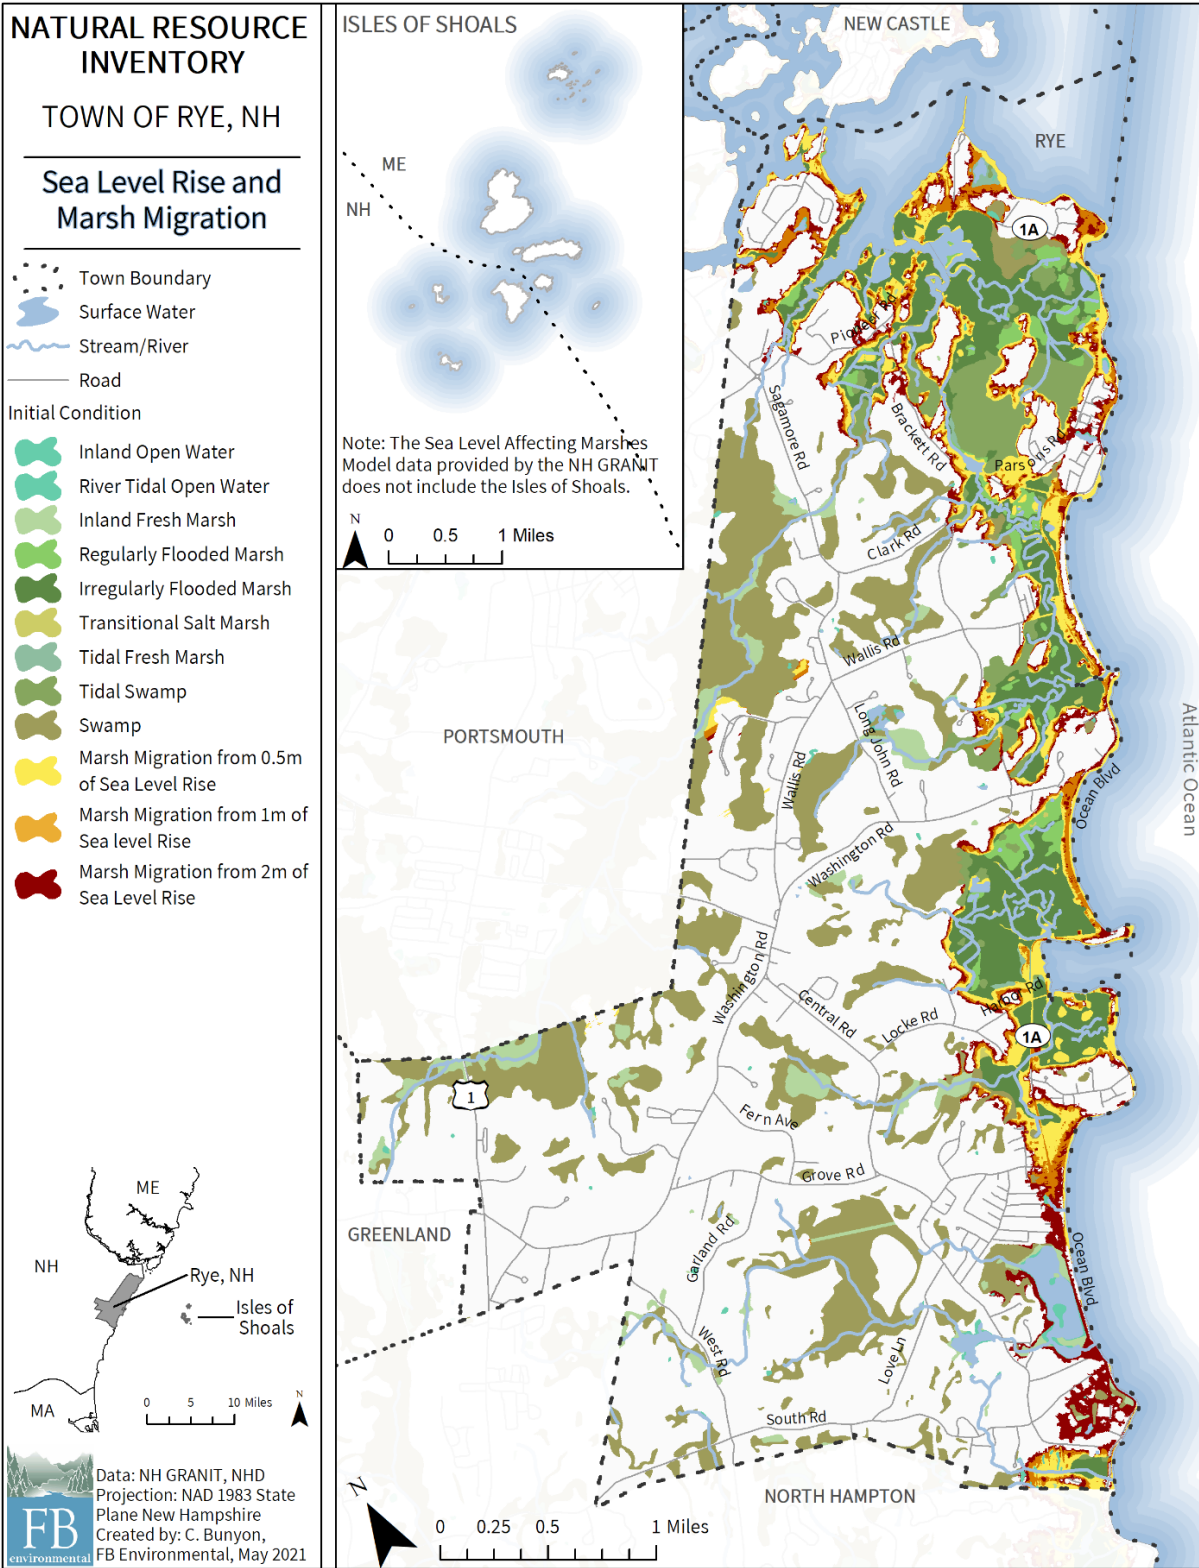 NATURAL RESOURCE
INVENTORY
TOWN OF RYE, NH
Sea Level Rise and
Marsh Migration
Town Boundary
Surface Water
Stream/River
Road
Initial Condition
Inland Open Water
River Tidal Open Water
Inland Fresh Marsh
Regularly Flooded Marsh
Irregularly Flooded Marsh
Transitional Salt Marsh
Tidal Fresh Marsh
Tidal Swamp
Swamp
Marsh Migration from 0.5m
of Sea Level Rise
Marsh Migration from 1m of
Sea level Rise
Marsh Migration from 2m of
Sea Level Rise
ME
NH
Rye, NH
Isles of
Shoals
MA
0 5 10 Miles
N
FB
environmental
Data: NH GRANIT, NHD
Projection: NAD 1983 State
Plane New Hampshire
Created by: C. Bunyon,
FB Environmental, May 2021
ISLES OF SHOALS
ME
NH
Note: The Sea Level Affecting Marshes
Model data provided by the NH GRANIT
does not include the Isles of Shoals.
N
0 0.5 1 Miles
NEW CASTLE
RYE
1A
Pioneer Rd
Sagamore Rd
Brackett Rd
Parsons Rd
Clark Rd
Wallis Rd
PORTSMOUTH
Long John Rd
Wallis Rd
Ocean Blvd
Atlantic Ocean
Washington Rd
Washington Rd
Central Rd
Locke Rd
Harbor Rd
1A
1
Fern Ave
Grove Rd
GREENLAND
Garland Rd
Ocean Blvd
West Rd
Love Ln
South Rd
NORTH HAMPTON
N
0 0.25 0.5 1 Miles